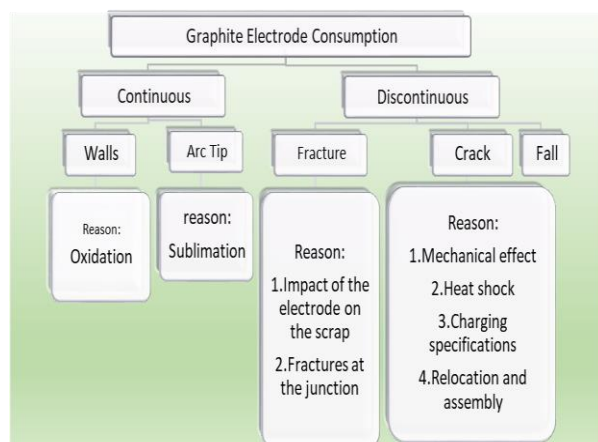 Graphite Electrode Consumption
Continuous
Discontinuous
Walls
Arc Tip
Fracture
Crack
Fall
Reason:
Oxidation
reason:
Sublimation
Reason:
1.Impact of the
electrode on
the scrap
2.Fractures at
the junction
Reason:
1.Mechanical effect
2.Heat shock
3.Charging
specifications
4.Relocation and
assembly